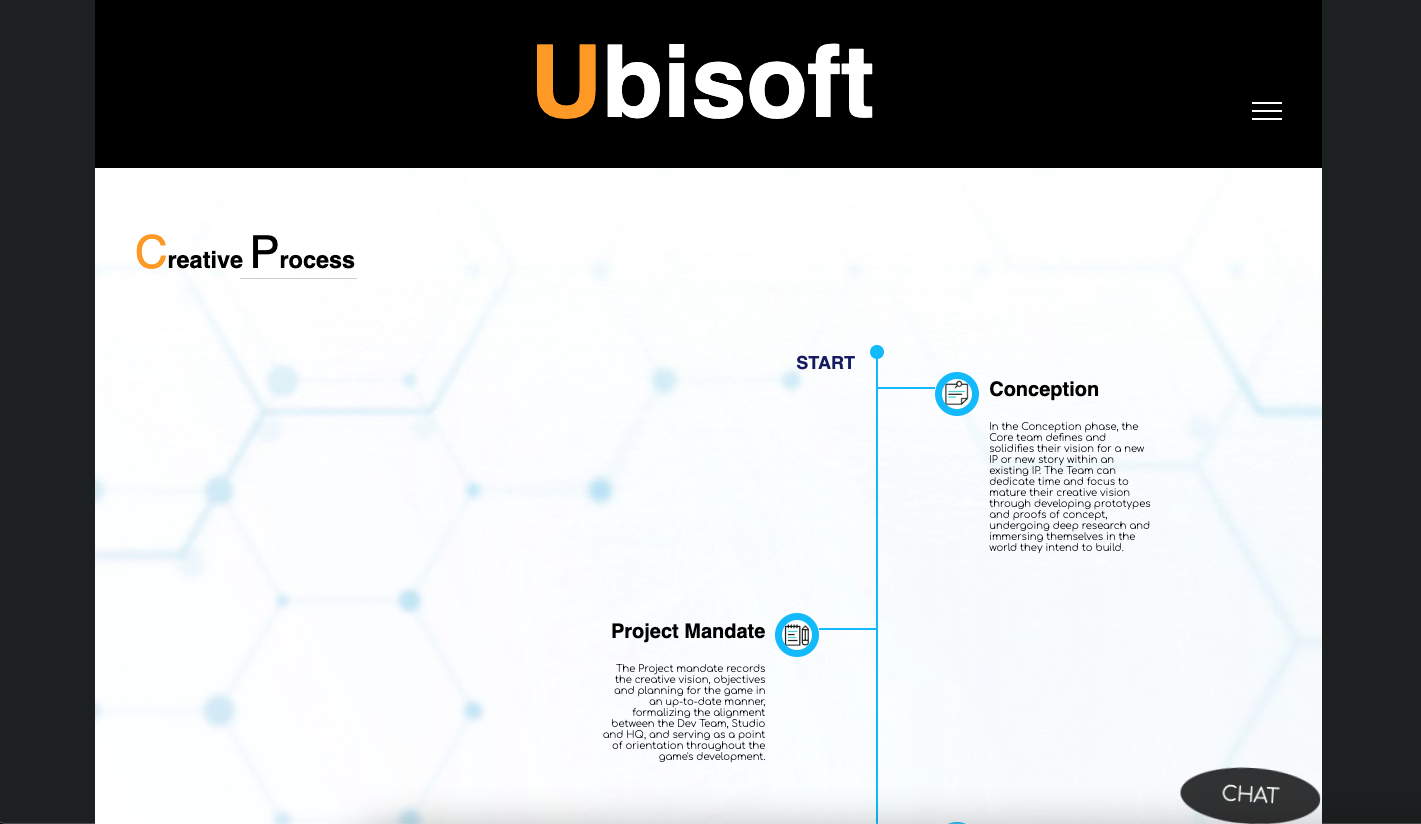 Ubisoft
Creative Process
START
Conception
In the Conception phase, the
Core team defines and
solidifies their vision for a new
IP or new story within an
existing IP. The Team can
dedicate time and focus to
mature their creative vision
through developing prototypes
and proofs of concept,
undergoing deep research and
immersing themselves in the
world they intend to build.
Project Mandate
The Project mandate records
the creative vision, objectives
and planning for the game in
an up-to-date manner,
formalizing the alignment
between the Dev Team, Studio
and HQ, and serving as a point
of orientation throughout the
game's development.
CHAT